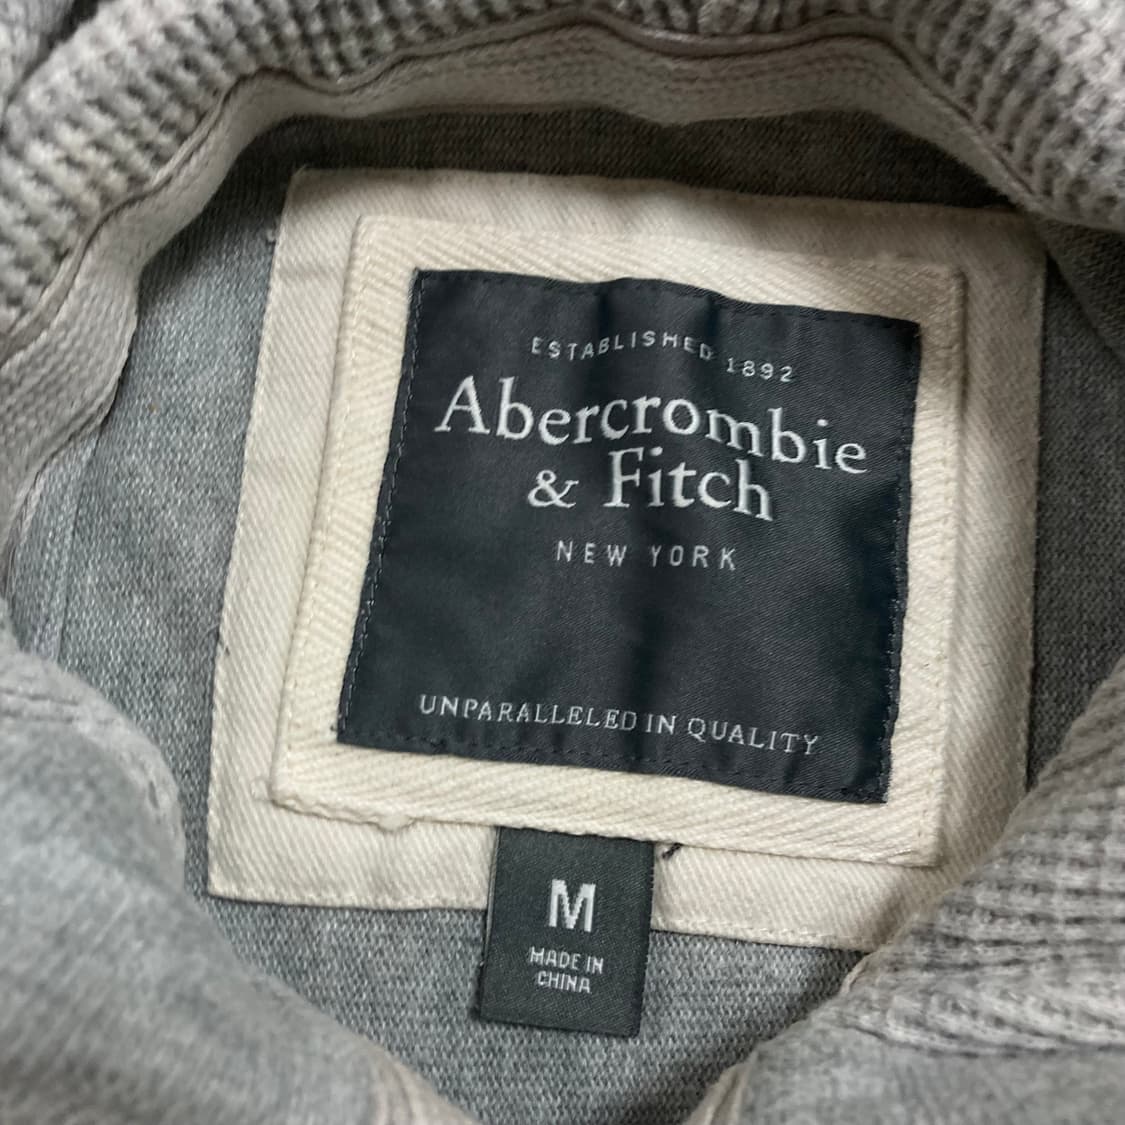 ESTABLISHED 1892
Abercrombie
& Fitch
NEW YORK
UNPARALLELED IN QUALITY
M
MADE IN
CHINA